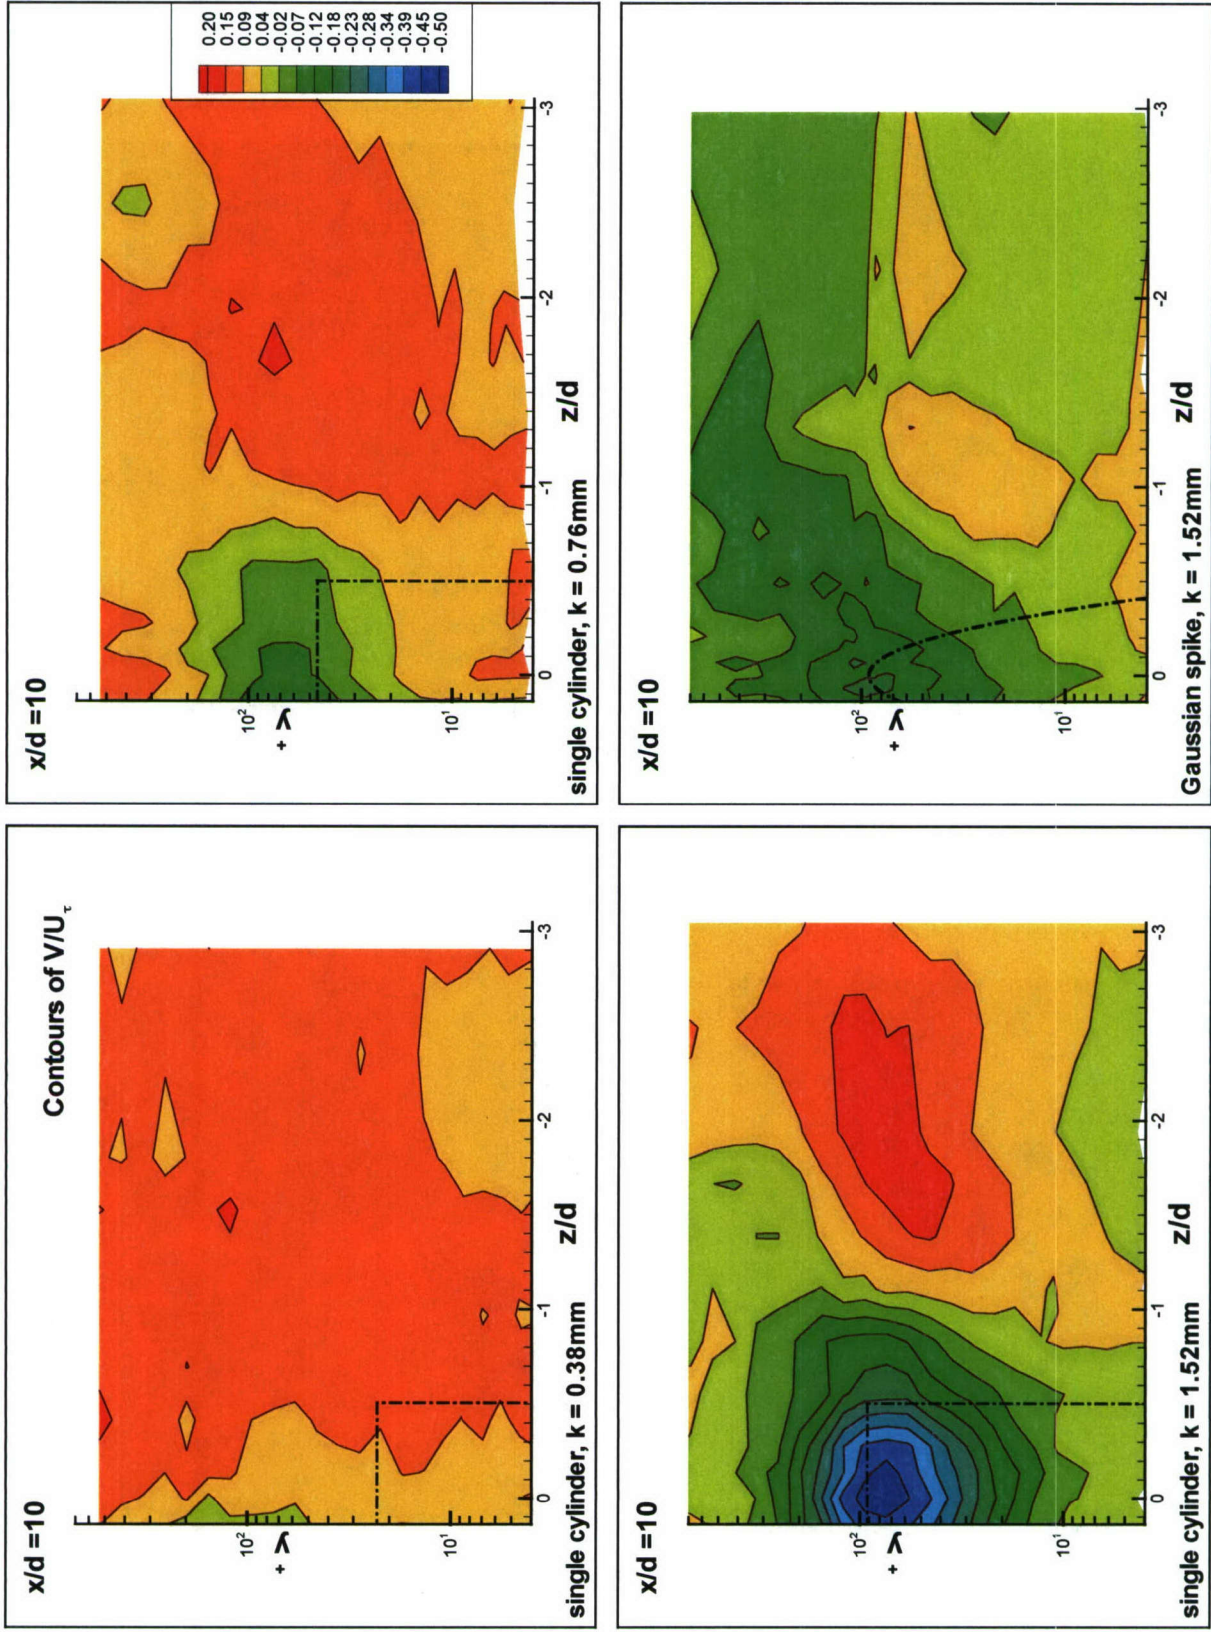 x/d =10
Contours of V/Uτ
10²
y+
10¹
0 -1 -2 -3
z/d
single cylinder, k = 0.38mm
x/d =10
0.20
0.15
0.09
0.04
-0.02
-0.07
-0.12
-0.18
-0.23
-0.28
-0.34
-0.39
-0.45
-0.50
10²
y+
10¹
0 -1 -2 -3
z/d
single cylinder, k = 0.76mm
x/d =10
10²
y+
10¹
0 -1 -2 -3
z/d
single cylinder, k = 1.52mm
x/d =10
10²
y+
10¹
0 -1 -2 -3
z/d
Gaussian spike, k = 1.52mm